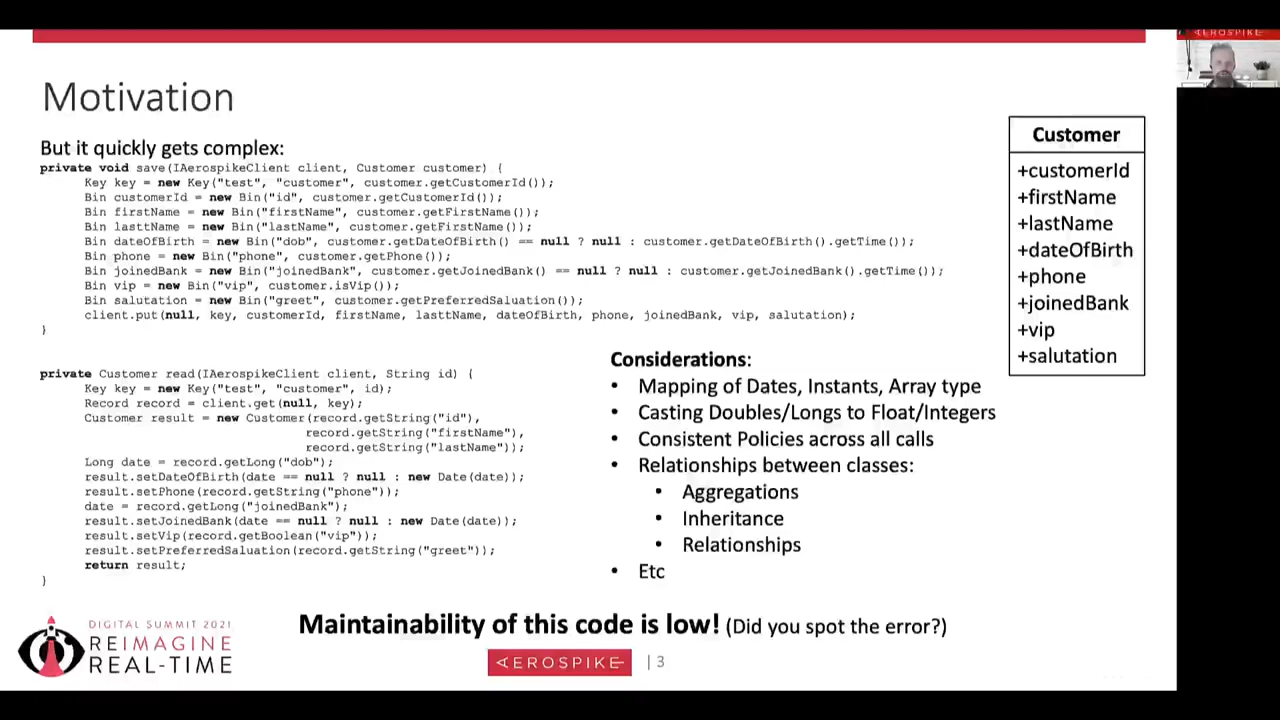 AEROSPIKE
Motivation
But it quickly gets complex:
private void save(IAerospikeClient client, Customer customer) {
Key key = new Key("test", "customer", customer.getCustomerId());
Bin customerId = new Bin("id", customer.getCustomerId());
Bin firstName = new Bin("firstName", customer.getFirstName());
Bin lasttName = new Bin("lastName", customer.getFirstName());
Bin dateOfBirth = new Bin("dob", customer.getDateOfBirth() == null ? null : customer.getDateOfBirth().getTime());
Bin phone = new Bin("phone", customer.getPhone());
Bin joinedBank = new Bin("joinedBank", customer.getJoinedBank() == null ? null : customer.getJoinedBank().getTime());
Bin vip = new Bin("vip", customer.isVip());
Bin salutation = new Bin("greet", customer.getPreferredSaluation());
client.put(null, key, customerId, firstName, lasttName, dateOfBirth, phone, joinedBank, vip, salutation);
}
private Customer read(IAerospikeClient client, String id) {
Key key = new Key("test", "customer", id);
Record record = client.get(null, key);
Customer result = new Customer(record.getString("id"),
record.getString("firstName"),
record.getString("lastName"));
Long date = record.getLong("dob");
result.setDateOfBirth(date == null ? null : new Date(date));
result.setPhone(record.getString("phone"));
date = record.getLong("joinedBank");
result.setJoinedBank(date == null ? null : new Date(date));
result.setVip(record.getBoolean("vip"));
result.setPreferredSaluation(record.getString("greet"));
return result;
}
Customer
+customerId
+firstName
+lastName
+dateOfBirth
+phone
+joinedBank
+vip
+salutation
Considerations:
• Mapping of Dates, Instants, Array type
• Casting Doubles/Longs to Float/Integers
• Consistent Policies across all calls
• Relationships between classes:
• Aggregations
• Inheritance
• Relationships
• Etc
Maintainability of this code is low! (Did you spot the error?)
DIGITAL SUMMIT 2021
REIMAGINE
REAL-TIME
AEROSPIKE
| 3